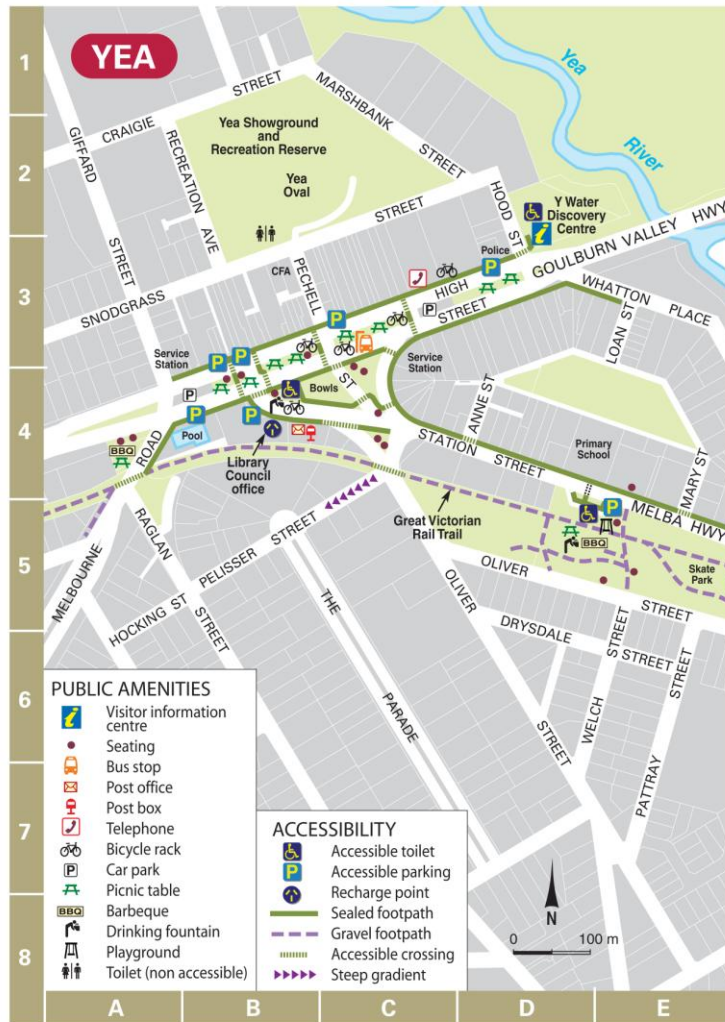 YEA
1
2
3
4
5
6
7
8
A
B
C
D
E
Yea
River
CRAIGIE STREET
MARSHBANK STREET
GIFFARD STREET
RECREATION AVE
Yea Showground
and
Recreation Reserve
Yea
Oval
HOOD ST
Y Water
Discovery
Centre
GOULBURN VALLEY HWY
SNODGRASS STREET
CFA
PECHELL ST
Police
HIGH STREET
WHATTON PLACE
LOAN ST
Service
Station
Service
Station
Bowls
ANNE ST
STATION STREET
Primary
School
MARY ST
MELBA HWY
Pool
BBQ
Library
Council
office
Great Victorian
Rail Trail
MELBOURNE ROAD
RAGLAN STREET
HOCKING ST
PELISSER STREET
THE PARADE
OLIVER STREET
OLIVER STREET
BBQ
Skate
Park
DRYSDALE STREET
WELCH STREET
PATTRAY STREET
PUBLIC AMENITIES
Visitor information
centre
Seating
Bus stop
Post office
Post box
Telephone
Bicycle rack
P Car park
Picnic table
BBQ Barbeque
Drinking fountain
Playground
Toilet (non accessible)
ACCESSIBILITY
Accessible toilet
P Accessible parking
Recharge point
Sealed footpath
Gravel footpath
Accessible crossing
Steep gradient
N
0 100 m